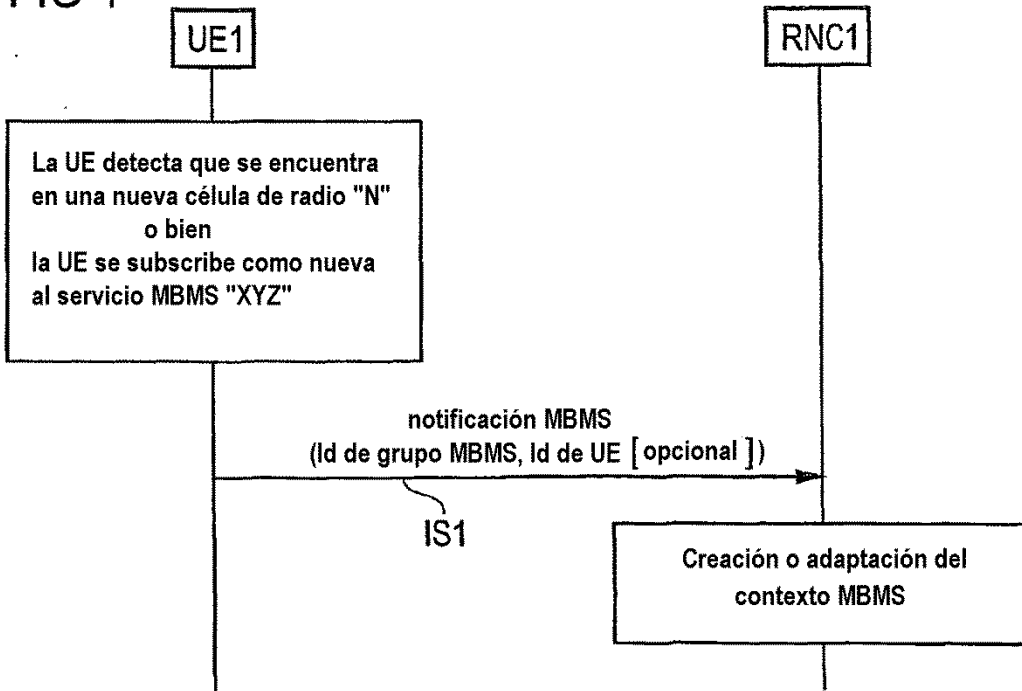 UE1
RNC1
La UE detecta que se encuentra
en una nueva célula de radio "N"
o bien
la UE se subscribe como nueva
al servicio MBMS "XYZ"
notificación MBMS
(Id de grupo MBMS, Id de UE [opcional])
IS1
Creación o adaptación del
contexto MBMS